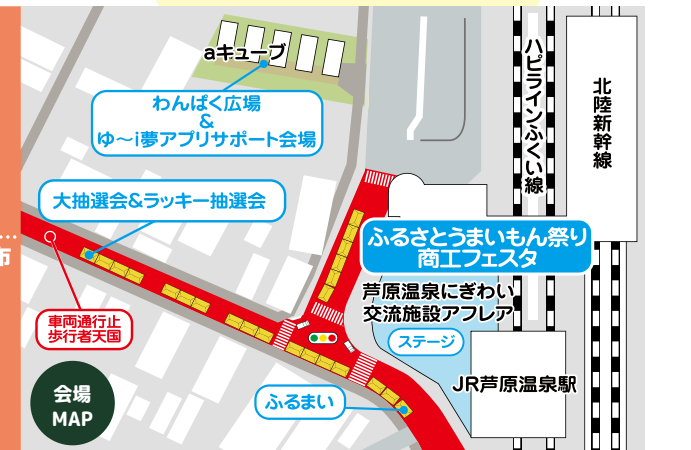 aキューブ
わんぱく広場
&
ゆ～i夢アプリサポート会場
大抽選会&ラッキー抽選会
…
市
車両通行止
歩行者天国
会場
MAP
ハピラインふくい線
北陸新幹線
ふるさとうまいもん祭り
商工フェスタ
芦原温泉にぎわい
交流施設アフレア
ステージ
JR芦原温泉駅
ふるまい